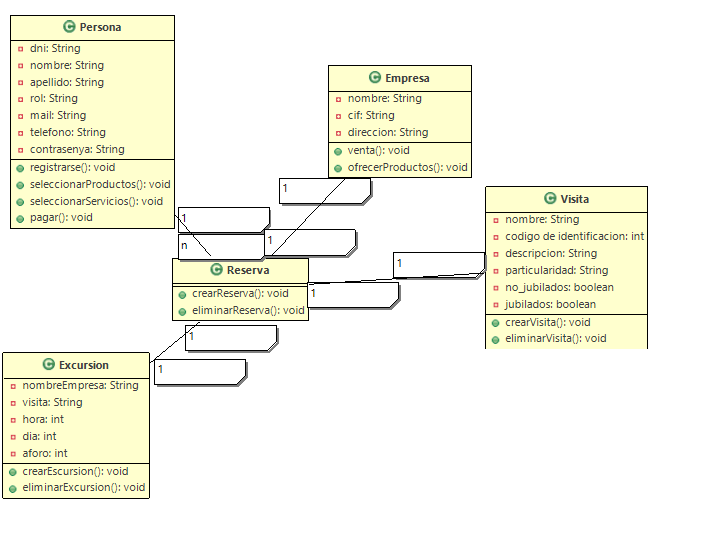 Persona
dni: String
nombre: String
apellido: String
rol: String
mail: String
telefono: String
contrasenya: String
registrarse(): void
seleccionarProductos(): void
seleccionarServicios(): void
pagar(): void
Empresa
nombre: String
cif: String
direccion: String
venta(): void
ofrecerProductos(): void
1
1
n
1
Visita
nombre: String
codigo de identificacion: int
descripcion: String
particularidad: String
no_jubilados: boolean
jubilados: boolean
crearVisita(): void
eliminarVisita(): void
1
1
Reserva
crearReserva(): void
eliminarReserva(): void
1
1
Excursion
nombreEmpresa: String
visita: String
hora: int
dia: int
aforo: int
crearEscursion(): void
eliminarExcursion(): void